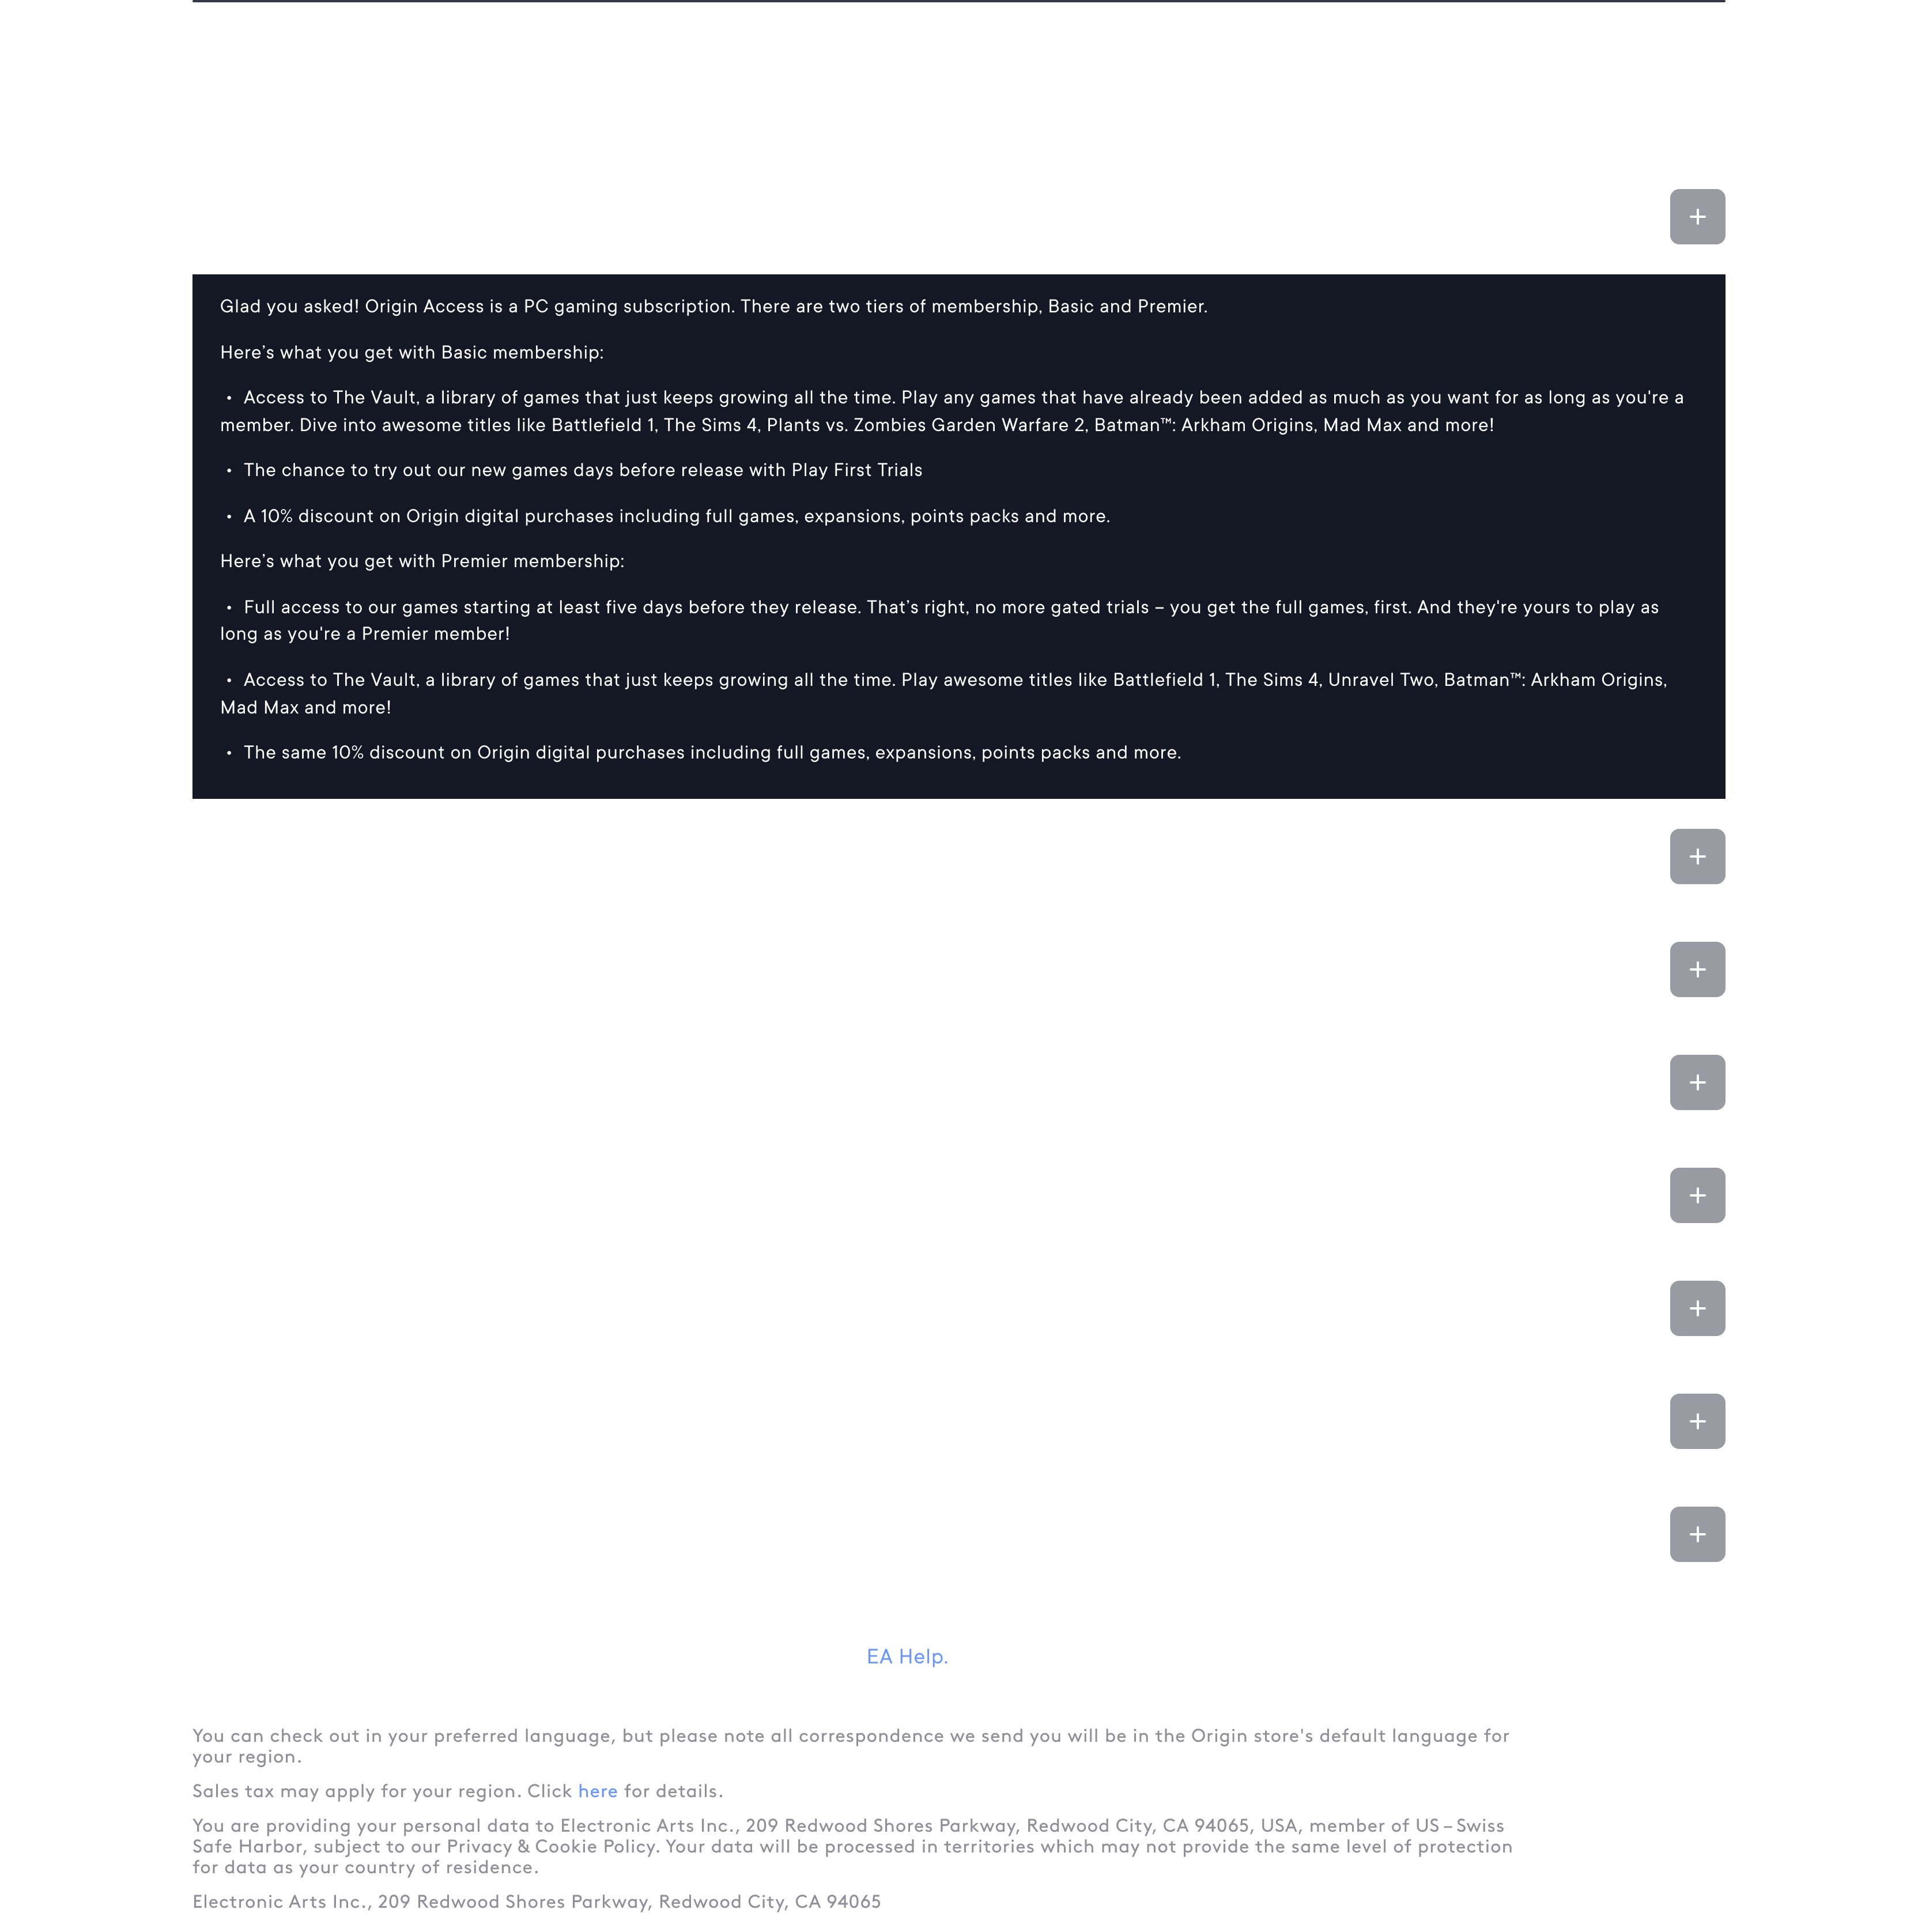 Glad you asked! Origin Access is a PC gaming subscription. There are two tiers of membership, Basic and Premier.
Here’s what you get with Basic membership:
• Access to The Vault, a library of games that just keeps growing all the time. Play any games that have already been added as much as you want for as long as you're a
member. Dive into awesome titles like Battlefield 1, The Sims 4, Plants vs. Zombies Garden Warfare 2, Batman™: Arkham Origins, Mad Max and more!
• The chance to try out our new games days before release with Play First Trials
• A 10% discount on Origin digital purchases including full games, expansions, points packs and more.
Here’s what you get with Premier membership:
• Full access to our games starting at least five days before they release. That’s right, no more gated trials – you get the full games, first. And they're yours to play as
long as you're a Premier member!
• Access to The Vault, a library of games that just keeps growing all the time. Play awesome titles like Battlefield 1, The Sims 4, Unravel Two, Batman™: Arkham Origins,
Mad Max and more!
• The same 10% discount on Origin digital purchases including full games, expansions, points packs and more.
EA Help.
You can check out in your preferred language, but please note all correspondence we send you will be in the Origin store's default language for
your region.
Sales tax may apply for your region. Click here for details.
You are providing your personal data to Electronic Arts Inc., 209 Redwood Shores Parkway, Redwood City, CA 94065, USA, member of US – Swiss
Safe Harbor, subject to our Privacy & Cookie Policy. Your data will be processed in territories which may not provide the same level of protection
for data as your country of residence.
Electronic Arts Inc., 209 Redwood Shores Parkway, Redwood City, CA 94065